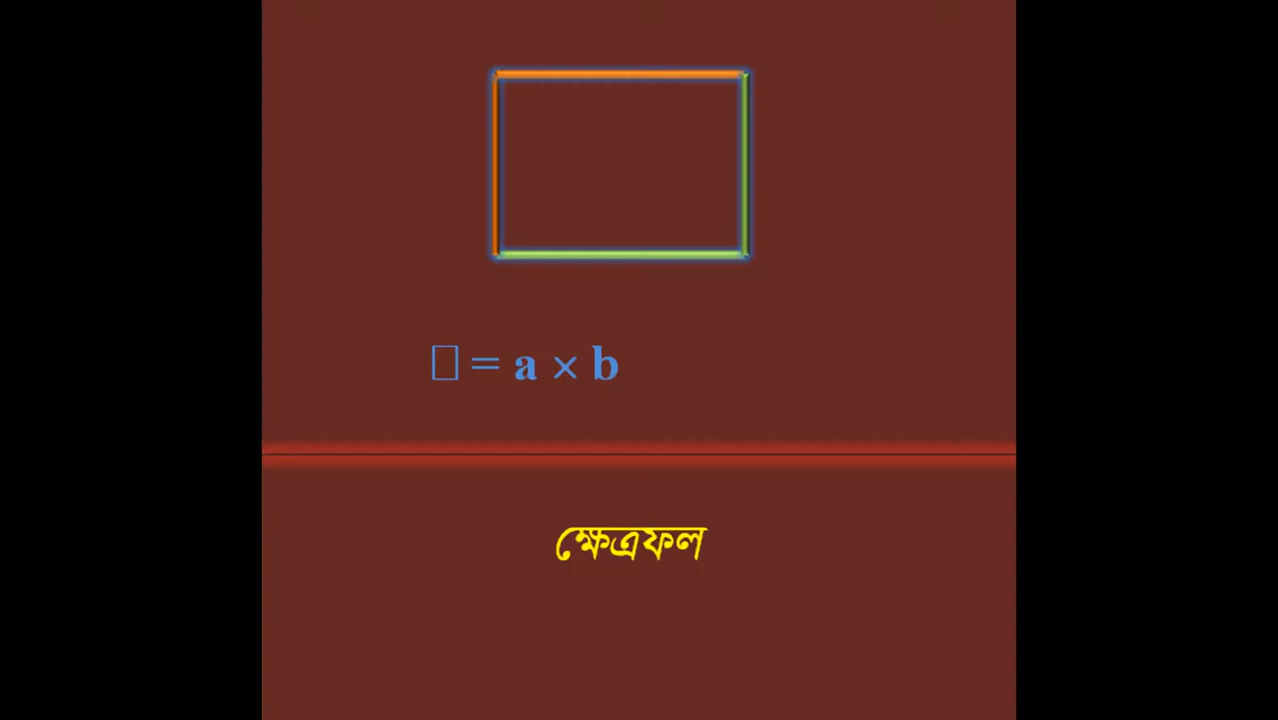 ▯ = a × b
ক্ষেত্রফল